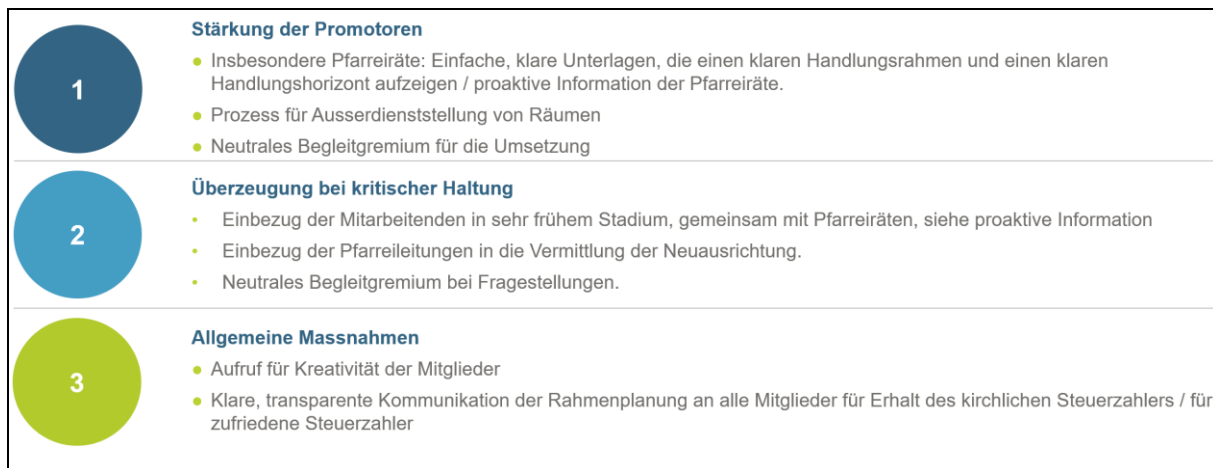 1
Stärkung der Promotoren
● Insbesondere Pfarreiräte: Einfache, klare Unterlagen, die einen klaren Handlungsrahmen und einen klaren
Handlungshorizont aufzeigen / proaktive Information der Pfarreiräte.
● Prozess für Ausserdienststellung von Räumen
● Neutrales Begleitgremium für die Umsetzung
2
Überzeugung bei kritischer Haltung
• Einbezug der Mitarbeitenden in sehr frühem Stadium, gemeinsam mit Pfarreiräten, siehe proaktive Information
• Einbezug der Pfarreileitungen in die Vermittlung der Neuausrichtung.
• Neutrales Begleitgremium bei Fragestellungen.
3
Allgemeine Massnahmen
● Aufruf für Kreativität der Mitglieder
● Klare, transparente Kommunikation der Rahmenplanung an alle Mitglieder für Erhalt des kirchlichen Steuerzahlers / für
zufriedene Steuerzahler